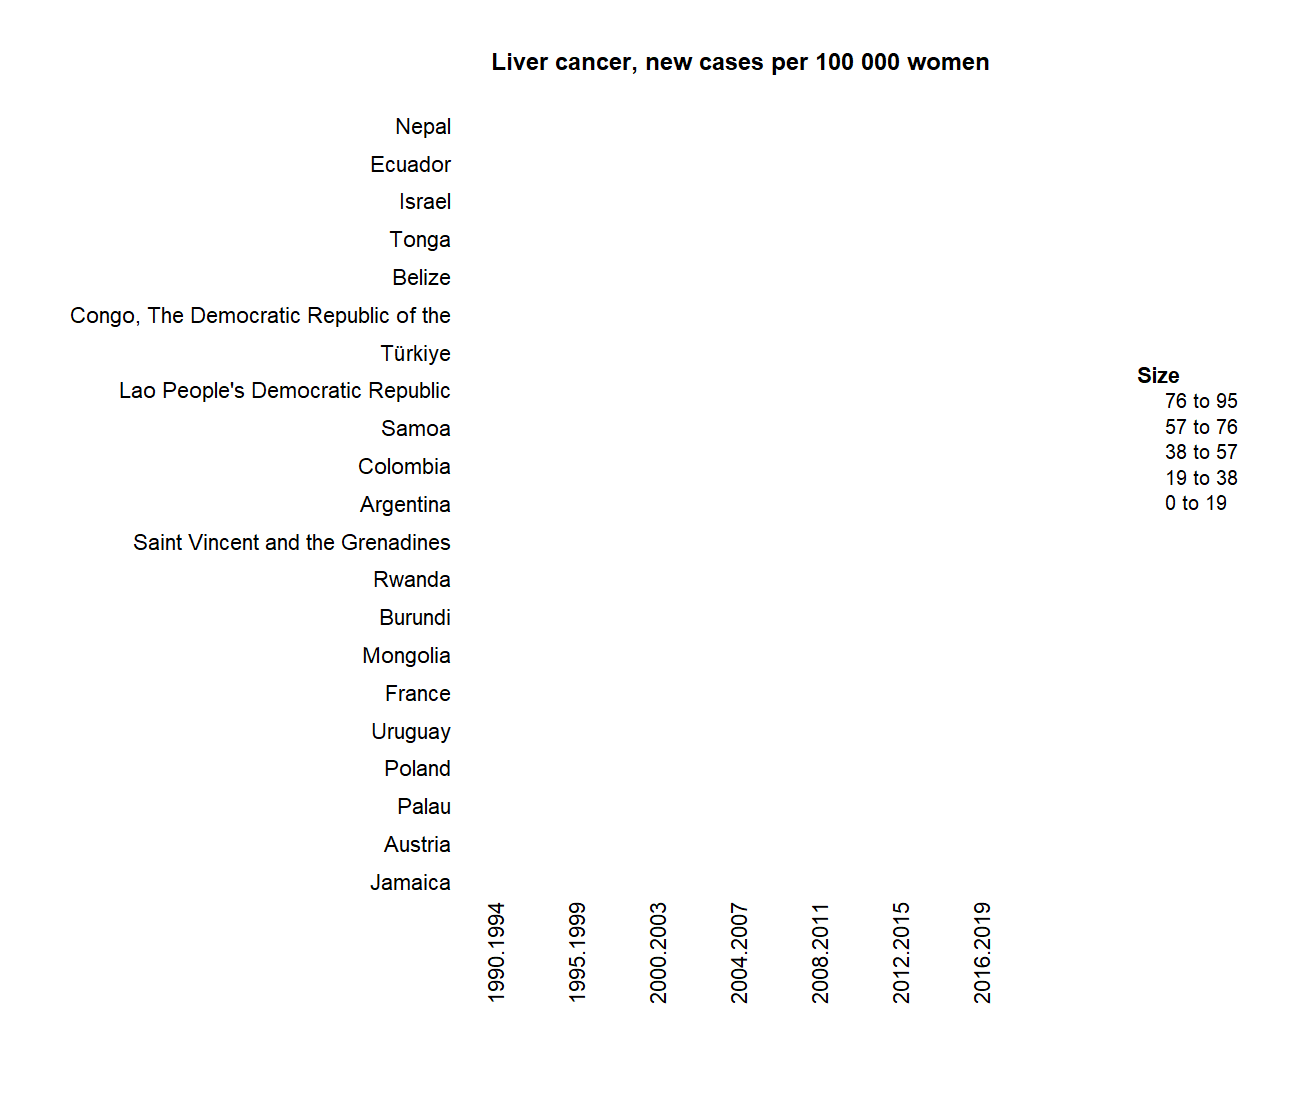 Liver cancer, new cases per 100 000 women
Nepal
Ecuador
Israel
Tonga
Belize
Congo, The Democratic Republic of the
Türkiye
Lao People's Democratic Republic
Samoa
Colombia
Argentina
Saint Vincent and the Grenadines
Rwanda
Burundi
Mongolia
France
Uruguay
Poland
Palau
Austria
Jamaica
1990.1994
1995.1999
2000.2003
2004.2007
2008.2011
2012.2015
2016.2019
Size
76 to 95
57 to 76
38 to 57
19 to 38
0 to 19